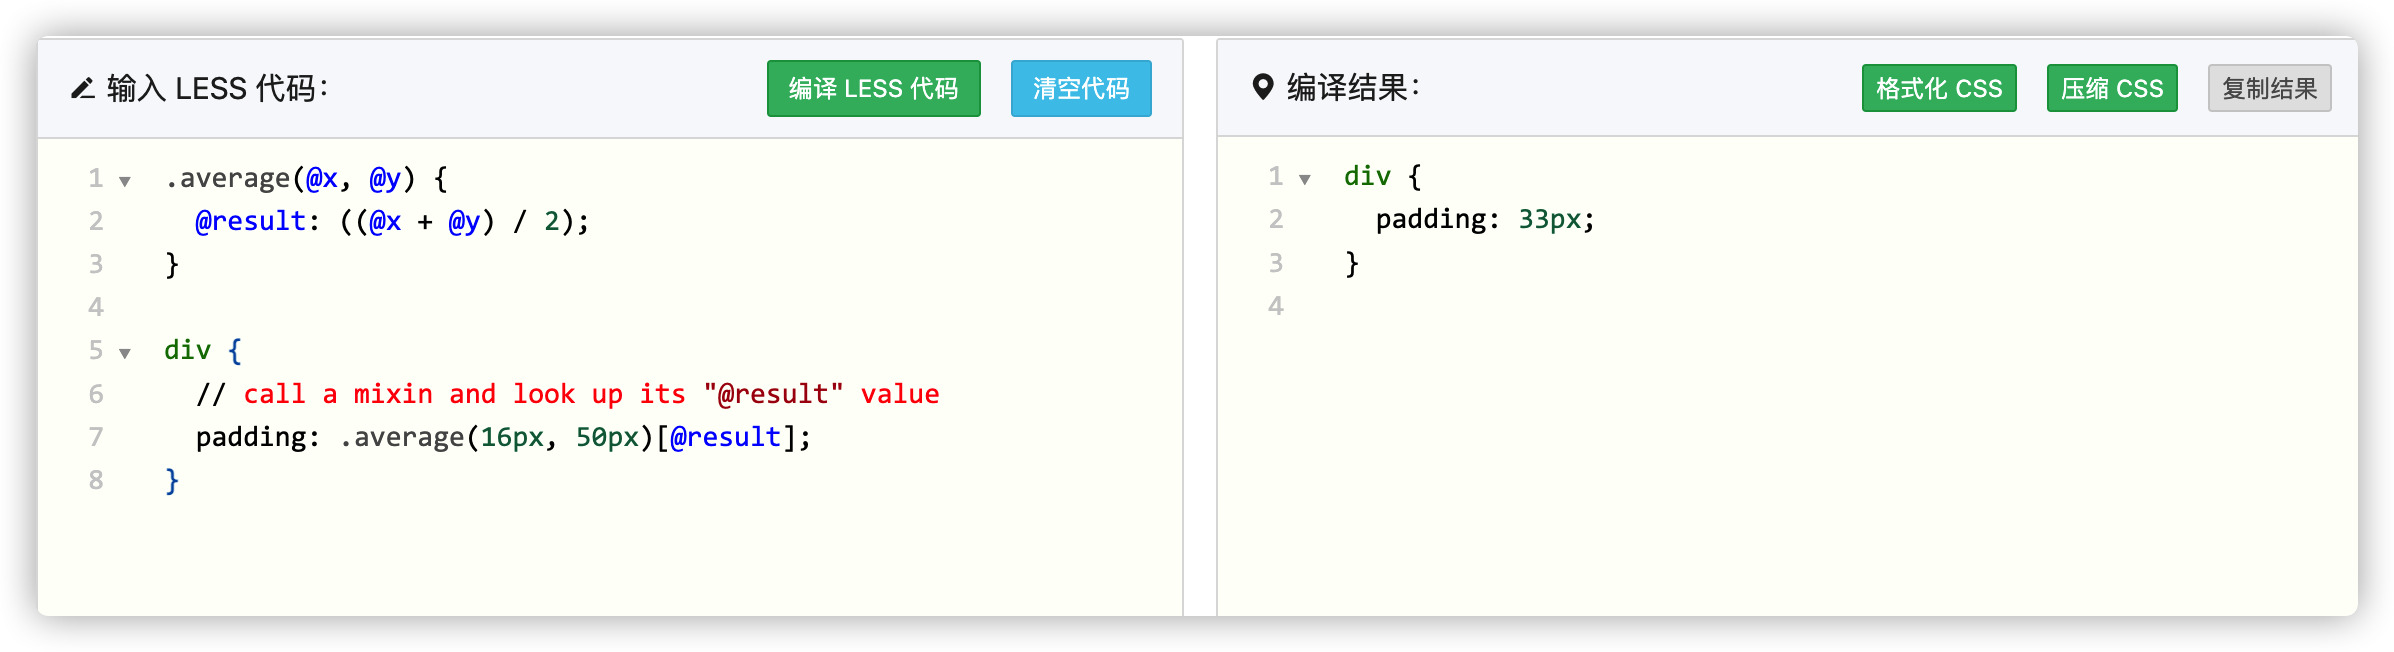 输入 LESS 代码：
编译 LESS 代码
清空代码
1 .average(@x, @y) {
2   @result: ((@x + @y) / 2);
3 }
4
5 div {
6   // call a mixin and look up its "@result" value
7   padding: .average(16px, 50px)[@result];
8 }
编译结果：
格式化 CSS
压缩 CSS
复制结果
1 div {
2   padding: 33px;
3 }
4